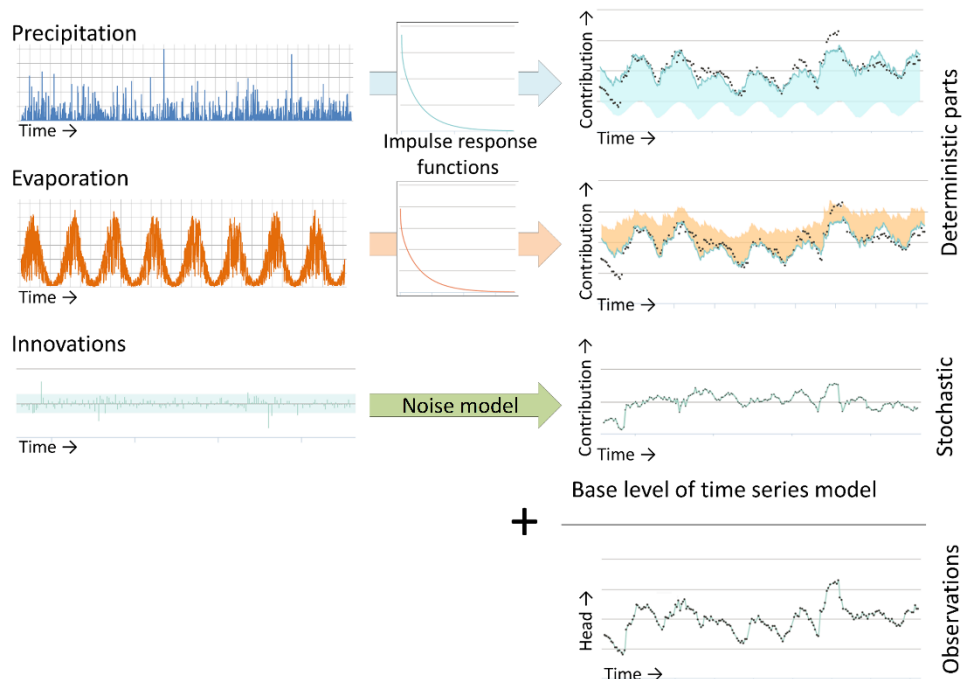 Precipitation
Time →
Impulse response
functions
Contribution →
Deterministic parts
Evaporation
Time →
Contribution →
Time →
Innovations
Time →
Noise model
Contribution →
Time →
Stochastic
Base level of time series model
+
Head →
Time →
Observations